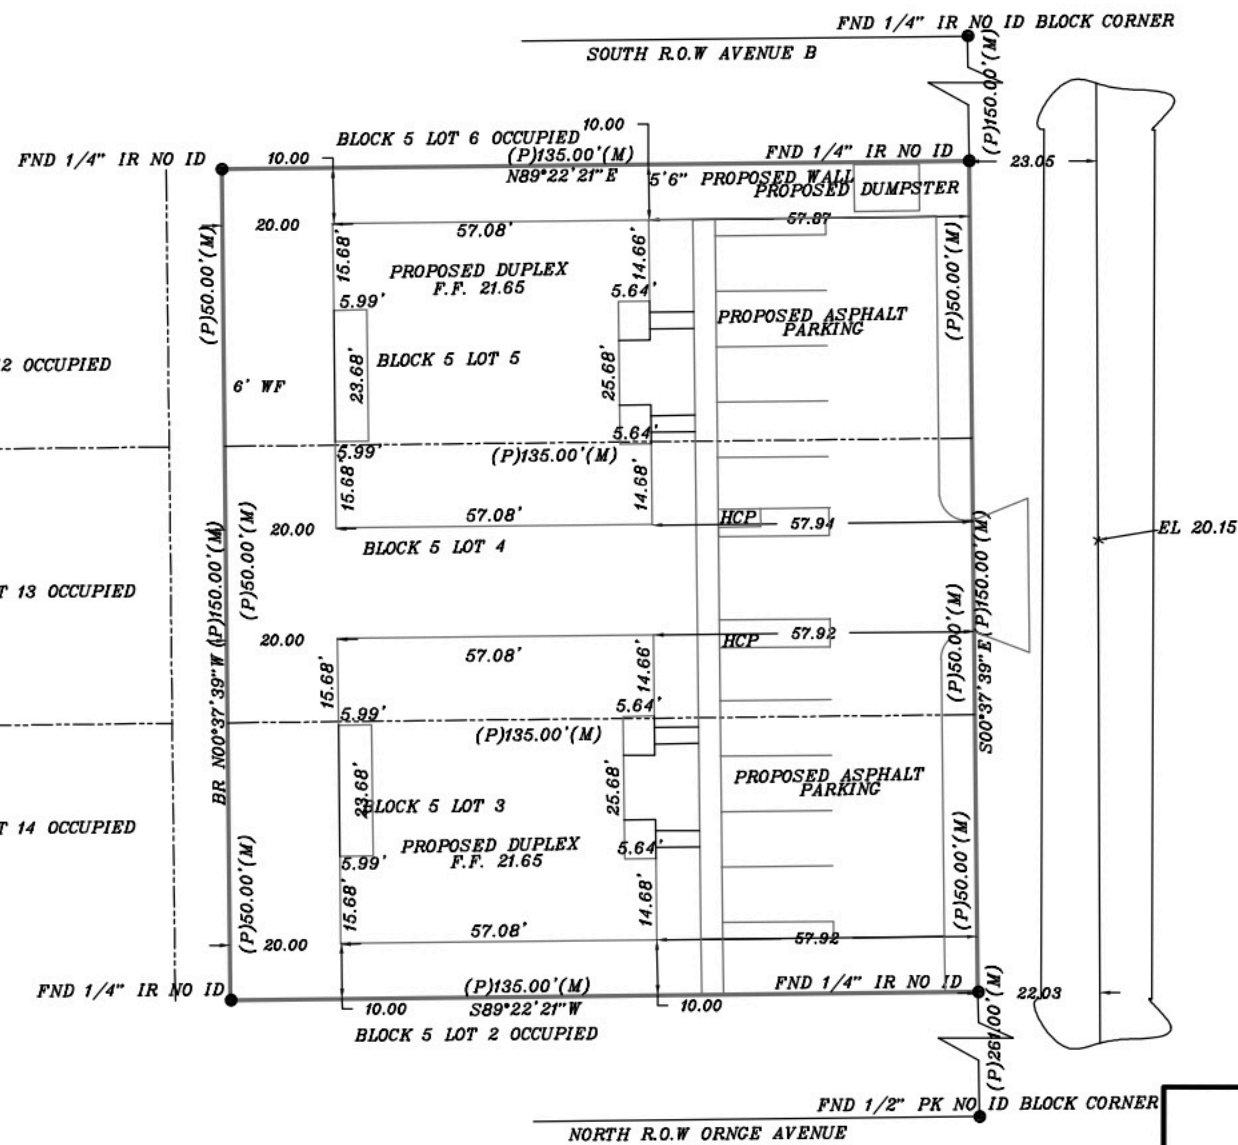 FND 1/4" IR NO ID BLOCK CORNER
SOUTH R.O.W AVENUE B
(P)150.00'(M)
10.00
BLOCK 5 LOT 6 OCCUPIED
FND 1/4" IR NO ID
10.00
(P)135.00'(M)
FND 1/4" IR NO ID
23.05
N89°22'21"E
5'6" PROPOSED WALL
PROPOSED DUMPSTER
(P)50.00'(M)
20.00
57.08'
57.87
(P)50.00'(M)
15.68'
14.66'
PROPOSED DUPLEX
F.F. 21.65
5.99'
5.64'
PROPOSED ASPHALT
PARKING
2 OCCUPIED
BLOCK 5 LOT 5
6' WF
23.68'
25.68'
5.64'
5.99'
(P)135.00'(M)
15.68'
14.68'
20.00
57.08'
HCP
57.94
EL 20.15
BLOCK 5 LOT 4
(P)50.00'(M)
T 13 OCCUPIED
BR N00°37'39"W (P)150.00'(M)
S00°37'39"E(P)150.00'(M)
(P)50.00'(M)
20.00
57.08'
HCP
57.92
15.68'
14.66'
5.99'
5.64'
(P)135.00'(M)
23.68'
25.68'
PROPOSED ASPHALT
PARKING
BLOCK 5 LOT 3
T 14 OCCUPIED
PROPOSED DUPLEX
F.F. 21.65
5.99'
5.64'
(P)50.00'(M)
(P)50.00'(M)
15.68'
14.68'
20.00
57.08'
57.92
FND 1/4" IR NO ID
(P)135.00'(M)
FND 1/4" IR NO ID
22.03
10.00
S89°22'21"W
10.00
BLOCK 5 LOT 2 OCCUPIED
(P)261.00'(M)
FND 1/2" PK NO ID BLOCK CORNER
NORTH R.O.W ORNGE AVENUE